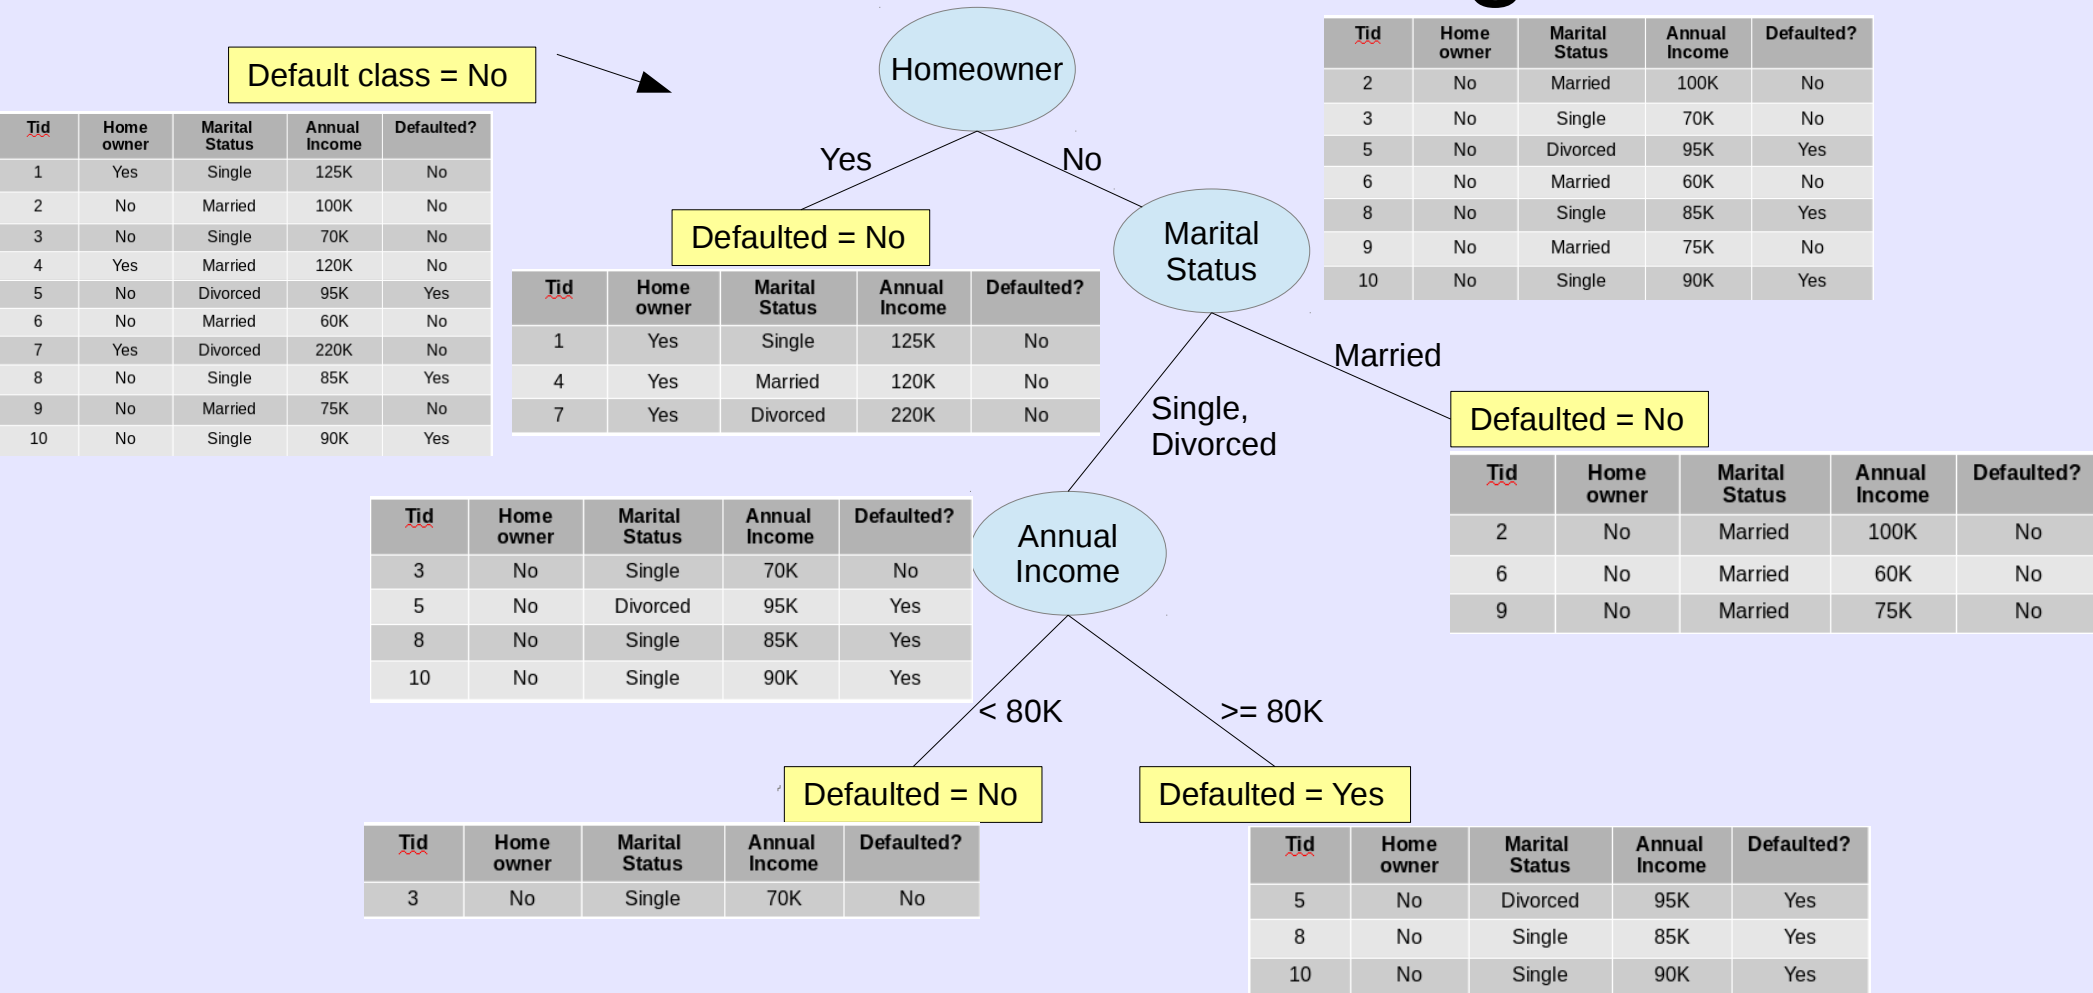 Default class = No
Homeowner
Tid Home owner Marital Status Annual Income Defaulted?
1 Yes Single 125K No
2 No Married 100K No
3 No Single 70K No
4 Yes Married 120K No
5 No Divorced 95K Yes
6 No Married 60K No
7 Yes Divorced 220K No
8 No Single 85K Yes
9 No Married 75K No
10 No Single 90K Yes
Yes
No
Defaulted = No
Tid Home owner Marital Status Annual Income Defaulted?
1 Yes Single 125K No
4 Yes Married 120K No
7 Yes Divorced 220K No
Marital
Status
Tid Home owner Marital Status Annual Income Defaulted?
2 No Married 100K No
3 No Single 70K No
5 No Divorced 95K Yes
6 No Married 60K No
8 No Single 85K Yes
9 No Married 75K No
10 No Single 90K Yes
Single,
Divorced
Married
Defaulted = No
Tid Home owner Marital Status Annual Income Defaulted?
2 No Married 100K No
6 No Married 60K No
9 No Married 75K No
Annual
Income
Tid Home owner Marital Status Annual Income Defaulted?
3 No Single 70K No
5 No Divorced 95K Yes
8 No Single 85K Yes
10 No Single 90K Yes
< 80K
>= 80K
Defaulted = No
Tid Home owner Marital Status Annual Income Defaulted?
3 No Single 70K No
Defaulted = Yes
Tid Home owner Marital Status Annual Income Defaulted?
5 No Divorced 95K Yes
8 No Single 85K Yes
10 No Single 90K Yes